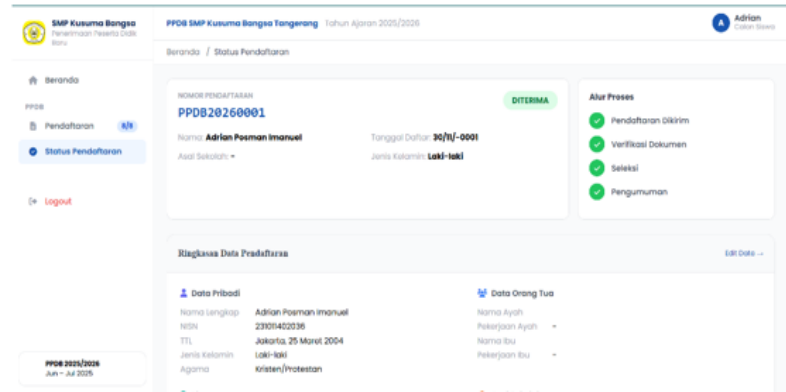 SMP Kusuma Bangsa
Penerimaan Peserta Didik
Baru
PPDB SMP Kusuma Bangsa Tangerang Tahun Ajaran 2025/2026
A
Adrian
Calon Siswa
Beranda / Status Pendaftaran
Beranda
PPDB
Pendaftaran 8/8
Status Pendaftaran
Logout
PPDB 2025/2026
Jun - Jul 2025
NOMOR PENDAFTARAN
PPDB20260001
DITERIMA
Nama: Adrian Posman Imanuel
Tanggal Daftar: 30/11/-0001
Asal Sekolah: -
Jenis Kelamin: Laki-laki
Alur Proses
Pendaftaran Dikirim
Verifikasi Dokumen
Seleksi
Pengumuman
Ringkasan Data Pendaftaran
Edit Data →
Data Pribadi
Nama Lengkap Adrian Posman Imanuel
NISN 231011402036
TTL Jakarta, 25 Maret 2004
Jenis Kelamin Laki-laki
Agama Kristen/Protestan
Data Orang Tua
Nama Ayah
Pekerjaan Ayah -
Nama Ibu
Pekerjaan Ibu -